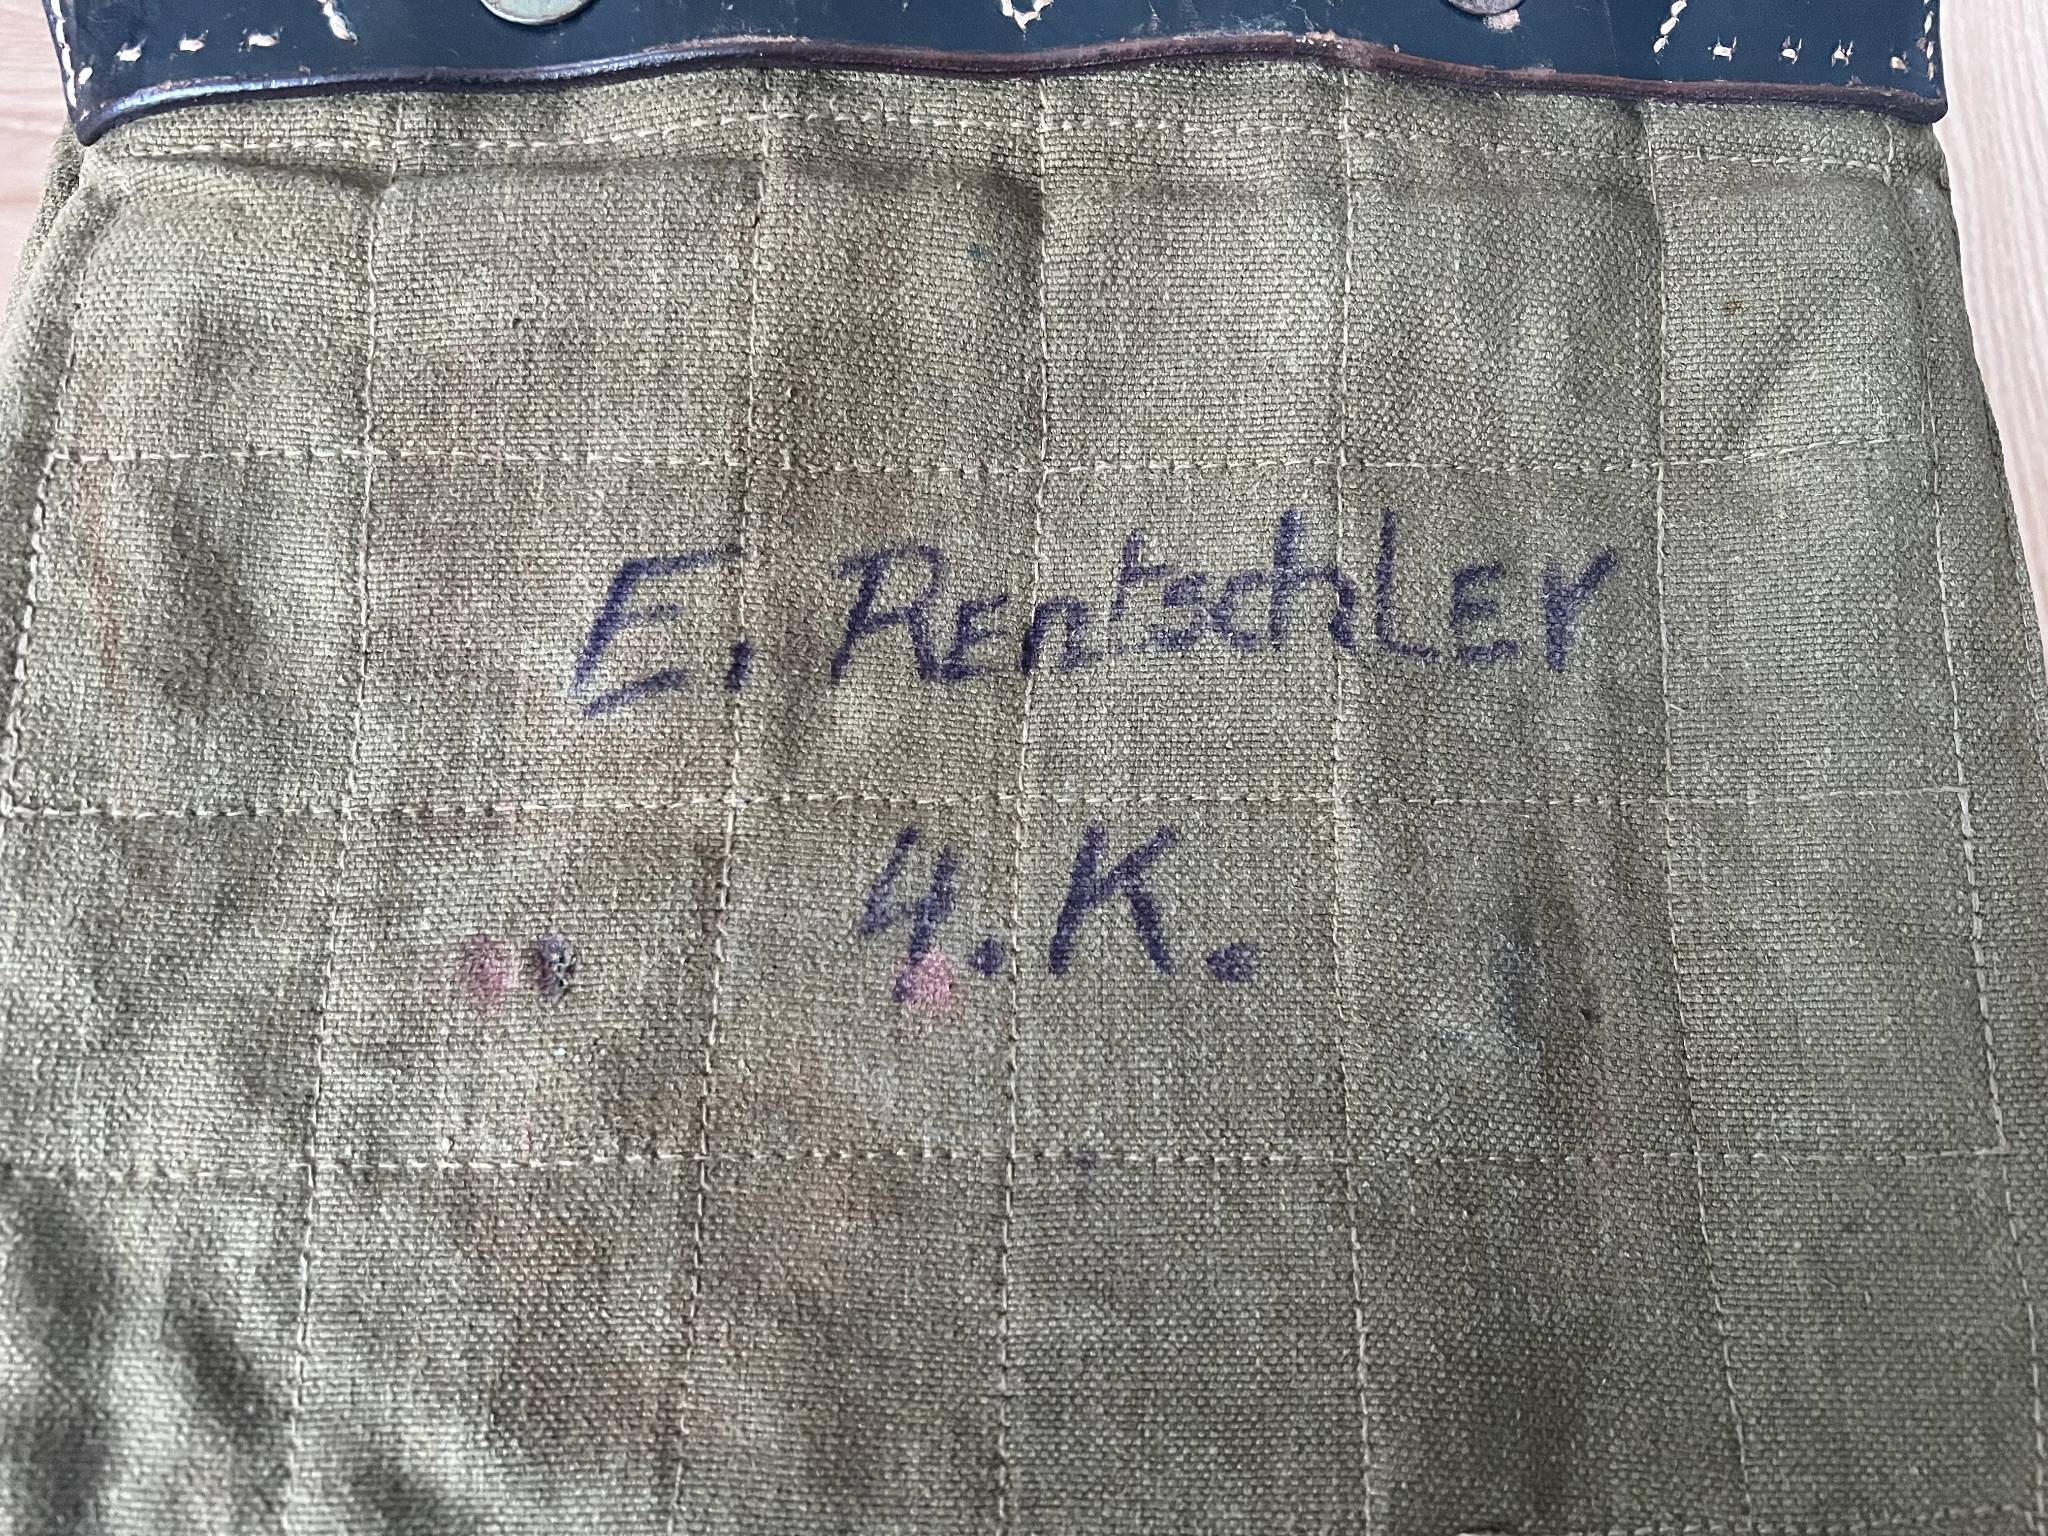 E. Rentschler
4. K.